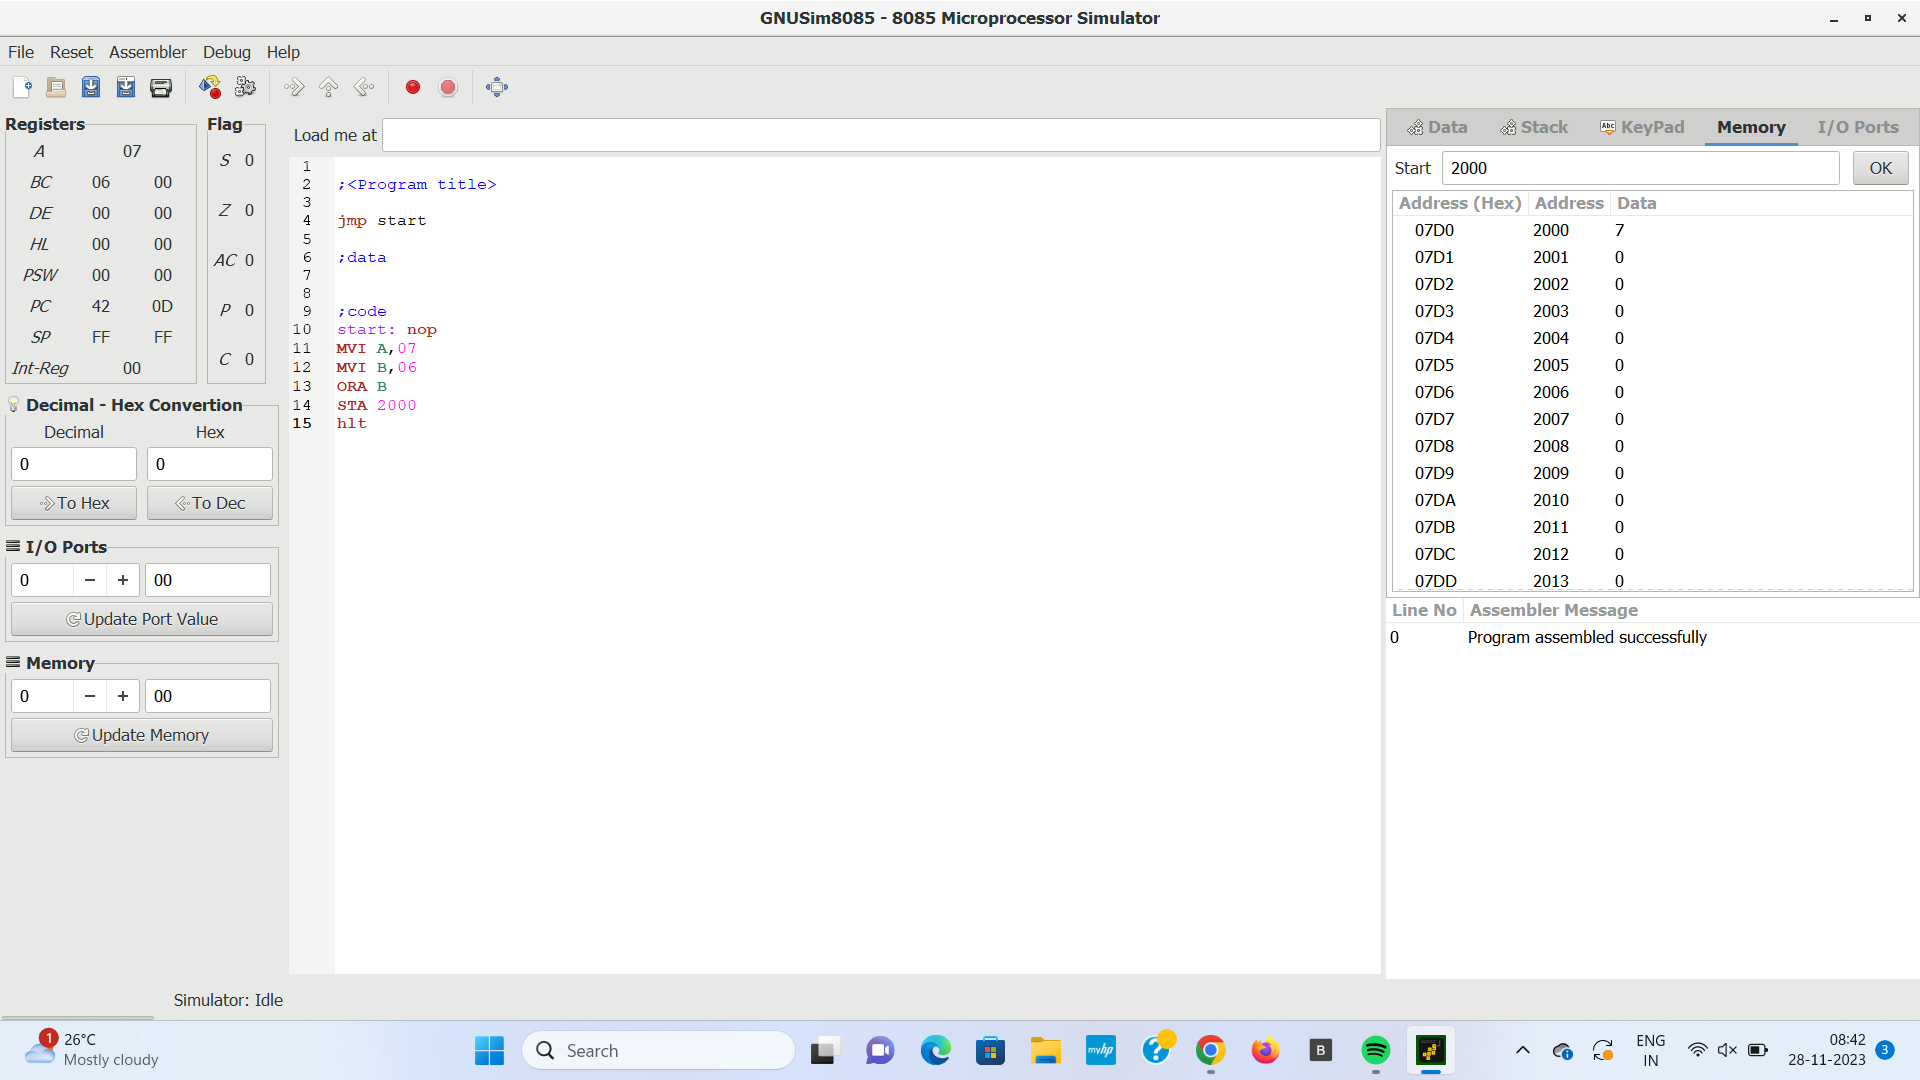 GNUSim8085 - 8085 Microprocessor Simulator
File Reset Assembler Debug Help
Registers
A 07
BC 06 00
DE 00 00
HL 00 00
PSW 00 00
PC 42 0D
SP FF FF
Int-Reg 00
Flag
S 0
Z 0
AC 0
P 0
C 0
Decimal - Hex Convertion
Decimal Hex
0 0
To Hex To Dec
I/O Ports
0 − + 00
Update Port Value
Memory
0 − + 00
Update Memory
Load me at
1
2 ;<Program title>
3
4 jmp start
5
6 ;data
7
8
9 ;code
10 start: nop
11 MVI A,07
12 MVI B,06
13 ORA B
14 STA 2000
15 hlt
Data Stack Abc KeyPad Memory I/O Ports
Start 2000 OK
Address (Hex) Address Data
07D0 2000 7
07D1 2001 0
07D2 2002 0
07D3 2003 0
07D4 2004 0
07D5 2005 0
07D6 2006 0
07D7 2007 0
07D8 2008 0
07D9 2009 0
07DA 2010 0
07DB 2011 0
07DC 2012 0
07DD 2013 0
Line No Assembler Message
0 Program assembled successfully
Simulator: Idle
1 26°C
Mostly cloudy
Search
myhp
?
B
ENG
IN
08:42
28-11-2023
3